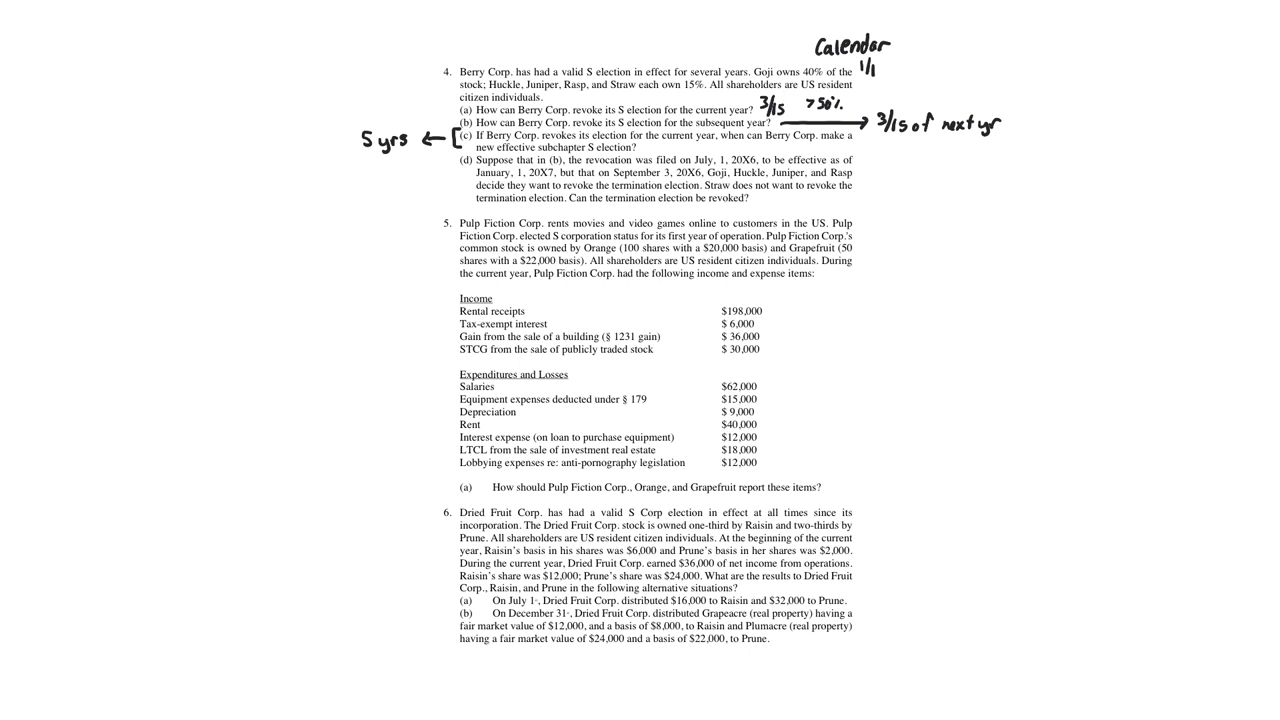 Calendar
1/1
4. Berry Corp. has had a valid S election in effect for several years. Goji owns 40% of the
stock; Huckle, Juniper, Rasp, and Straw each own 15%. All shareholders are US resident
citizen individuals.
(a) How can Berry Corp. revoke its S election for the current year? 3/15 >50%
(b) How can Berry Corp. revoke its S election for the subsequent year? 3/15 of next yr
5 yrs
(c) If Berry Corp. revokes its election for the current year, when can Berry Corp. make a
new effective subchapter S election?
(d) Suppose that in (b), the revocation was filed on July, 1, 20X6, to be effective as of
January, 1, 20X7, but that on September 3, 20X6, Goji, Huckle, Juniper, and Rasp
decide they want to revoke the termination election. Straw does not want to revoke the
termination election. Can the termination election be revoked?
5. Pulp Fiction Corp. rents movies and video games online to customers in the US. Pulp
Fiction Corp. elected S corporation status for its first year of operation. Pulp Fiction Corp.'s
common stock is owned by Orange (100 shares with a $20,000 basis) and Grapefruit (50
shares with a $22,000 basis). All shareholders are US resident citizen individuals. During
the current year, Pulp Fiction Corp. had the following income and expense items:
Income
Rental receipts $198,000
Tax-exempt interest $ 6,000
Gain from the sale of a building (§ 1231 gain) $ 36,000
STCG from the sale of publicly traded stock $ 30,000
Expenditures and Losses
Salaries $62,000
Equipment expenses deducted under § 179 $15,000
Depreciation $ 9,000
Rent $40,000
Interest expense (on loan to purchase equipment) $12,000
LTCL from the sale of investment real estate $18,000
Lobbying expenses re: anti-pornography legislation $12,000
(a) How should Pulp Fiction Corp., Orange, and Grapefruit report these items?
6. Dried Fruit Corp. has had a valid S Corp election in effect at all times since its
incorporation. The Dried Fruit Corp. stock is owned one-third by Raisin and two-thirds by
Prune. All shareholders are US resident citizen individuals. At the beginning of the current
year, Raisin's basis in his shares was $6,000 and Prune's basis in her shares was $2,000.
During the current year, Dried Fruit Corp. earned $36,000 of net income from operations.
Raisin's share was $12,000; Prune's share was $24,000. What are the results to Dried Fruit
Corp., Raisin, and Prune in the following alternative situations?
(a) On July 1, Dried Fruit Corp. distributed $16,000 to Raisin and $32,000 to Prune.
(b) On December 31, Dried Fruit Corp. distributed Grapeacre (real property) having a
fair market value of $12,000, and a basis of $8,000, to Raisin and Plumacre (real property)
having a fair market value of $24,000 and a basis of $22,000, to Prune.